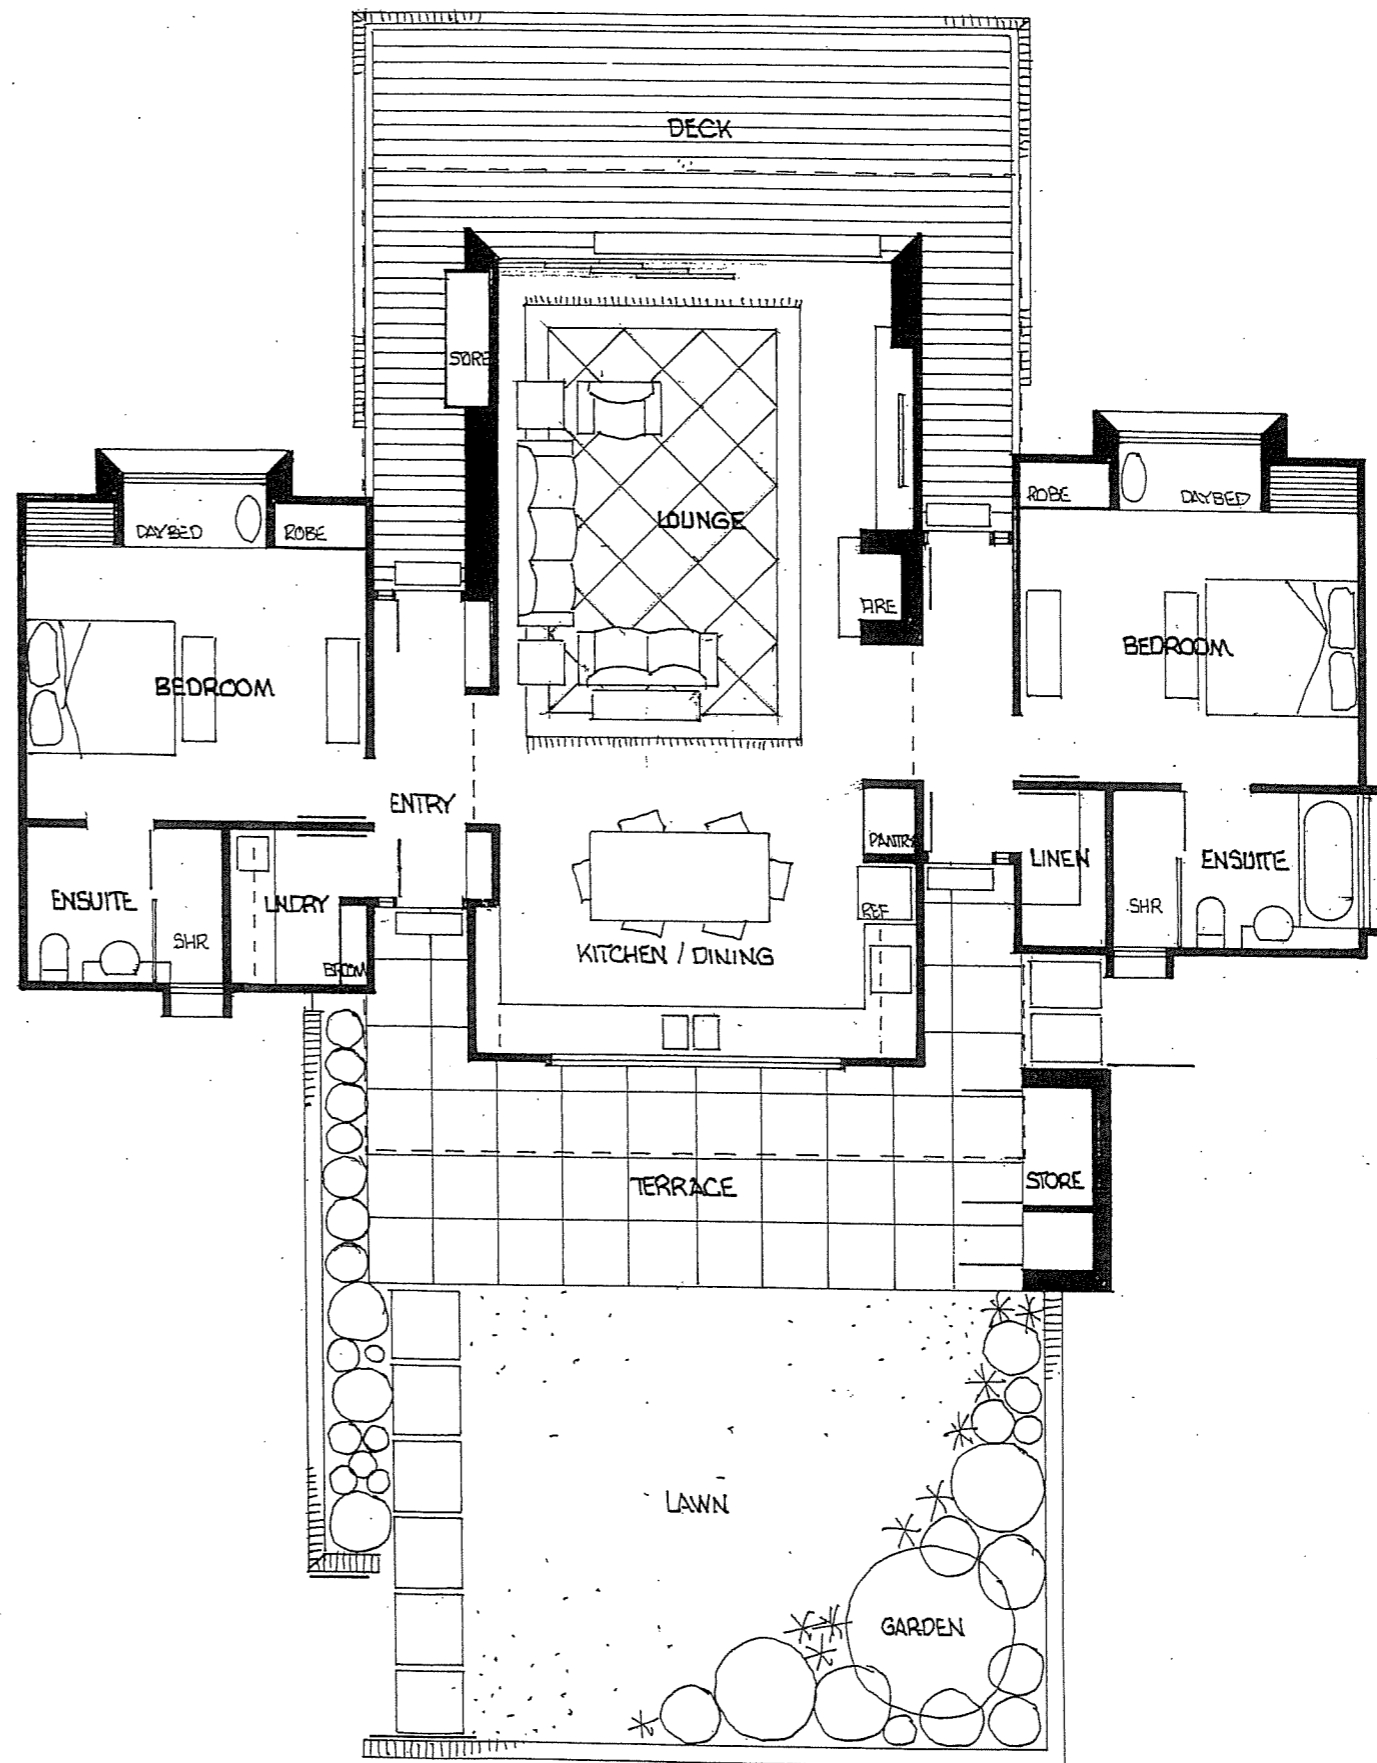 DECK
STORE
LOUNGE
ROBE
DAYBED
DAYBED
ROBE
FIRE
BEDROOM
BEDROOM
ENTRY
PANTRY
LINEN
ENSUITE
ENSUITE
LNDRY
REF
SHR
SHR
BROOM
KITCHEN / DINING
TERRACE
STORE
LAWN
GARDEN